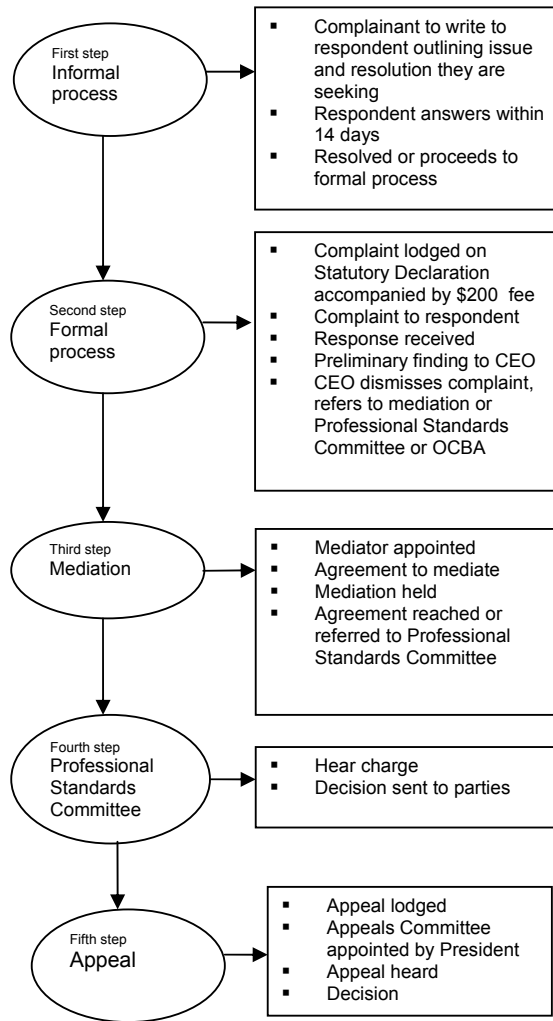 First step
Informal
process
▪ Complainant to write to
respondent outlining issue
and resolution they are
seeking
▪ Respondent answers within
14 days
▪ Resolved or proceeds to
formal process
Second step
Formal
process
▪ Complaint lodged on
Statutory Declaration
accompanied by $200 fee
▪ Complaint to respondent
▪ Response received
▪ Preliminary finding to CEO
▪ CEO dismisses complaint,
refers to mediation or
Professional Standards
Committee or OCBA
Third step
Mediation
▪ Mediator appointed
▪ Agreement to mediate
▪ Mediation held
▪ Agreement reached or
referred to Professional
Standards Committee
Fourth step
Professional
Standards
Committee
▪ Hear charge
▪ Decision sent to parties
Fifth step
Appeal
▪ Appeal lodged
▪ Appeals Committee
appointed by President
▪ Appeal heard
▪ Decision